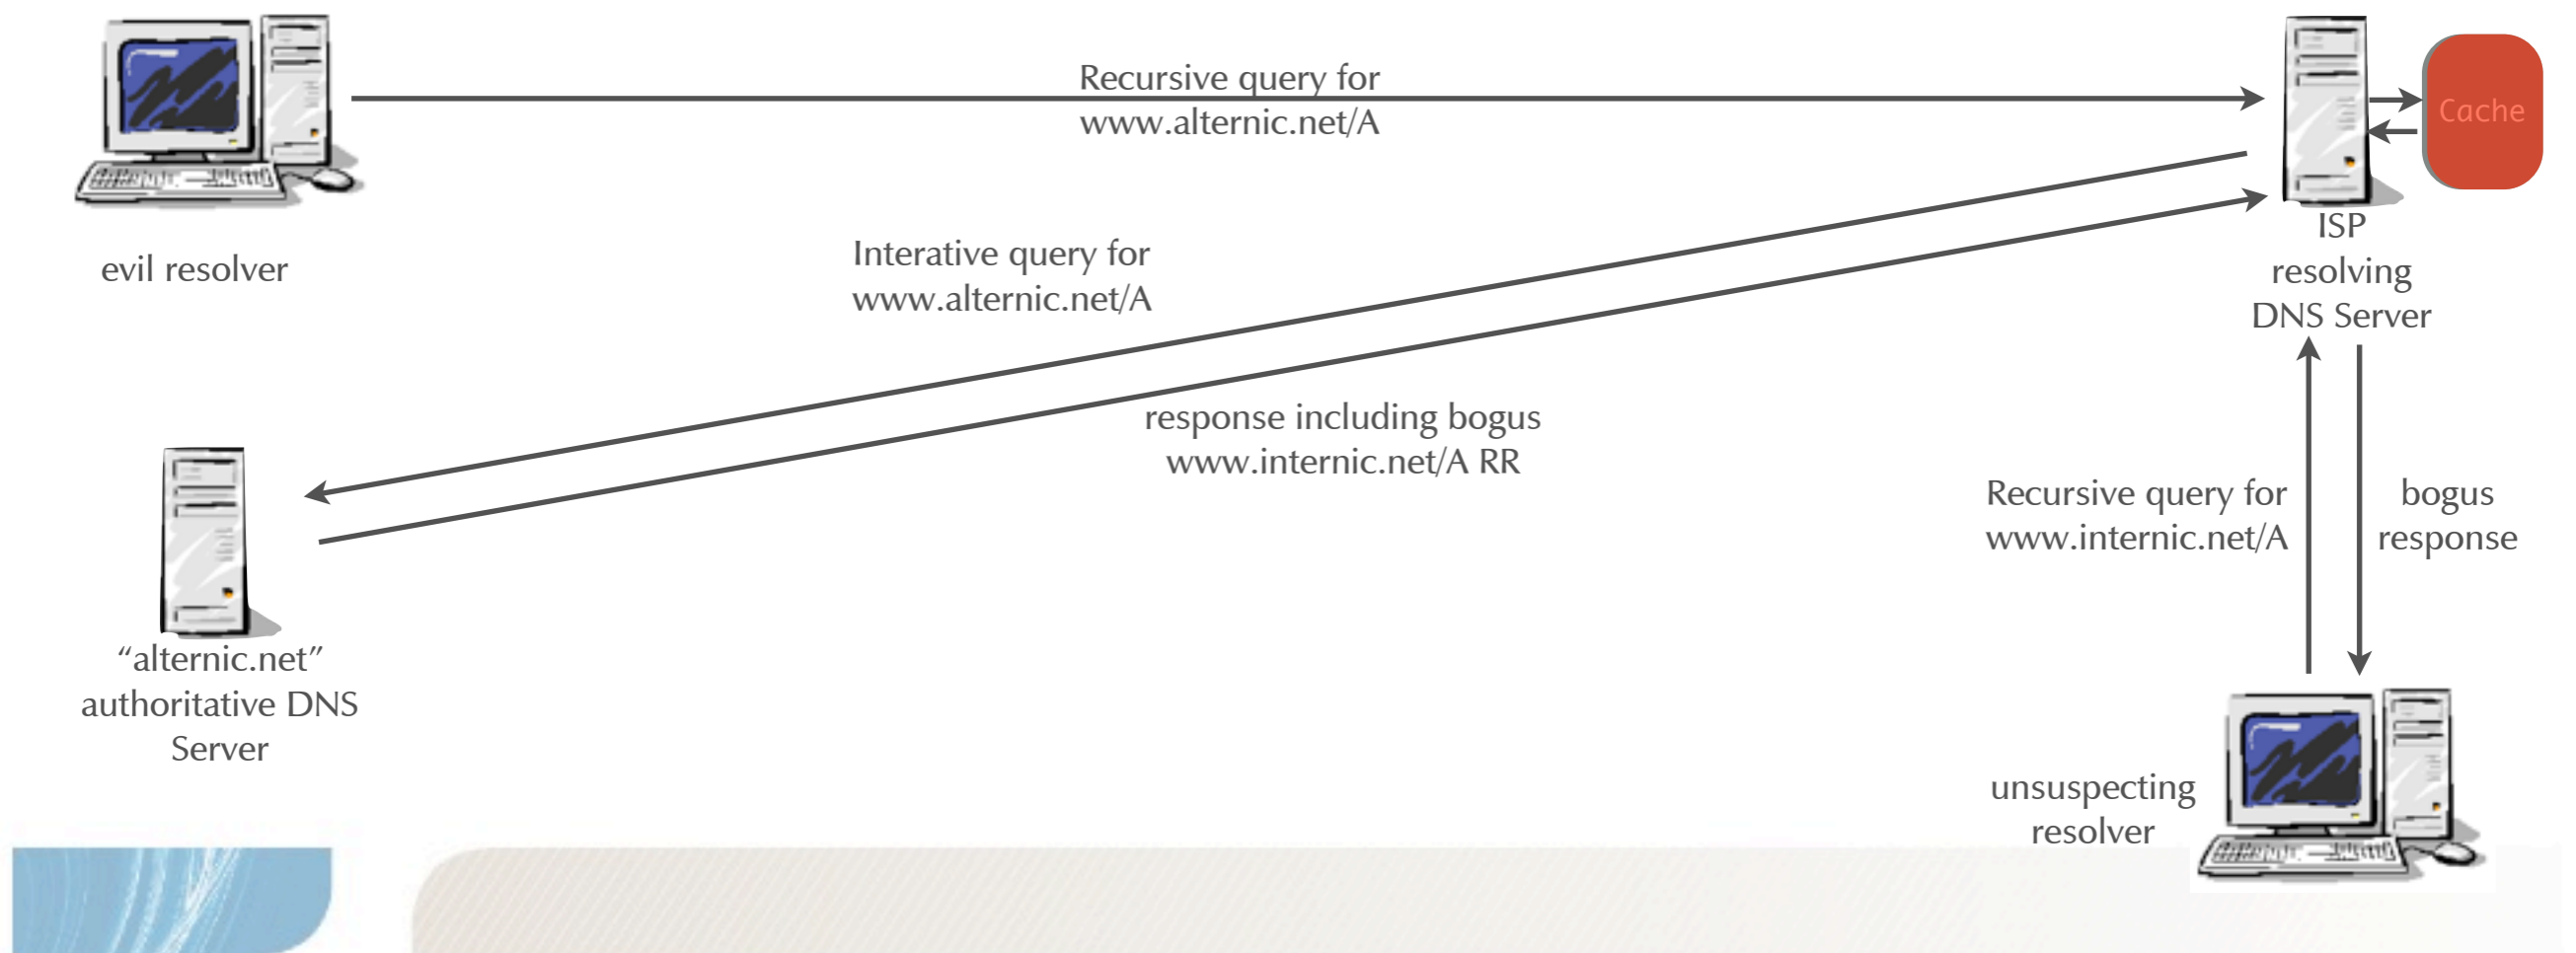 Recursive query for
www.alternic.net/A
Cache
ISP
resolving
DNS Server
evil resolver
Interative query for
www.alternic.net/A
response including bogus
www.internic.net/A RR
Recursive query for
www.internic.net/A
bogus
response
“alternic.net”
authoritative DNS
Server
unsuspecting
resolver